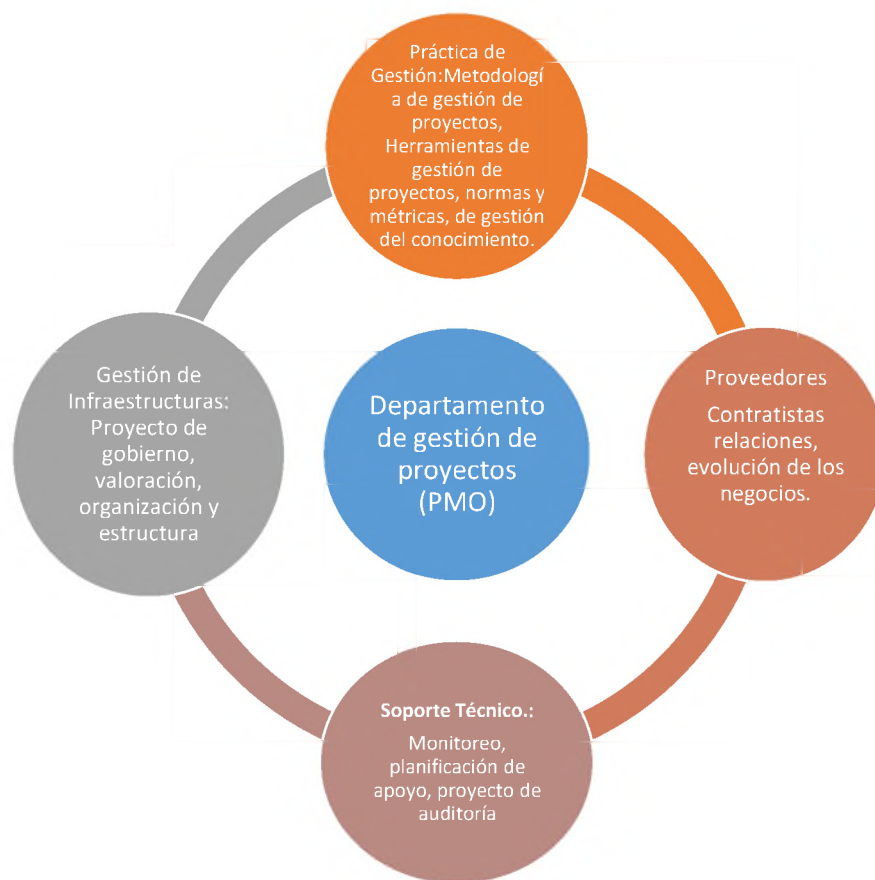 Práctica de
Gestión:Metodologí
a de gestión de
proyectos,
Herramientas de
gestión de
proyectos, normas y
métricas, de gestión
del conocimiento.
Gestión de
Infraestructuras:
Proyecto de
gobierno,
valoración,
organización y
estructura
Departamento
de gestión de
proyectos
(PMO)
Proveedores
Contratistas
relaciones,
evolución de los
negocios.
Soporte Técnico.:
Monitoreo,
planificación de
apoyo, proyecto de
auditoría